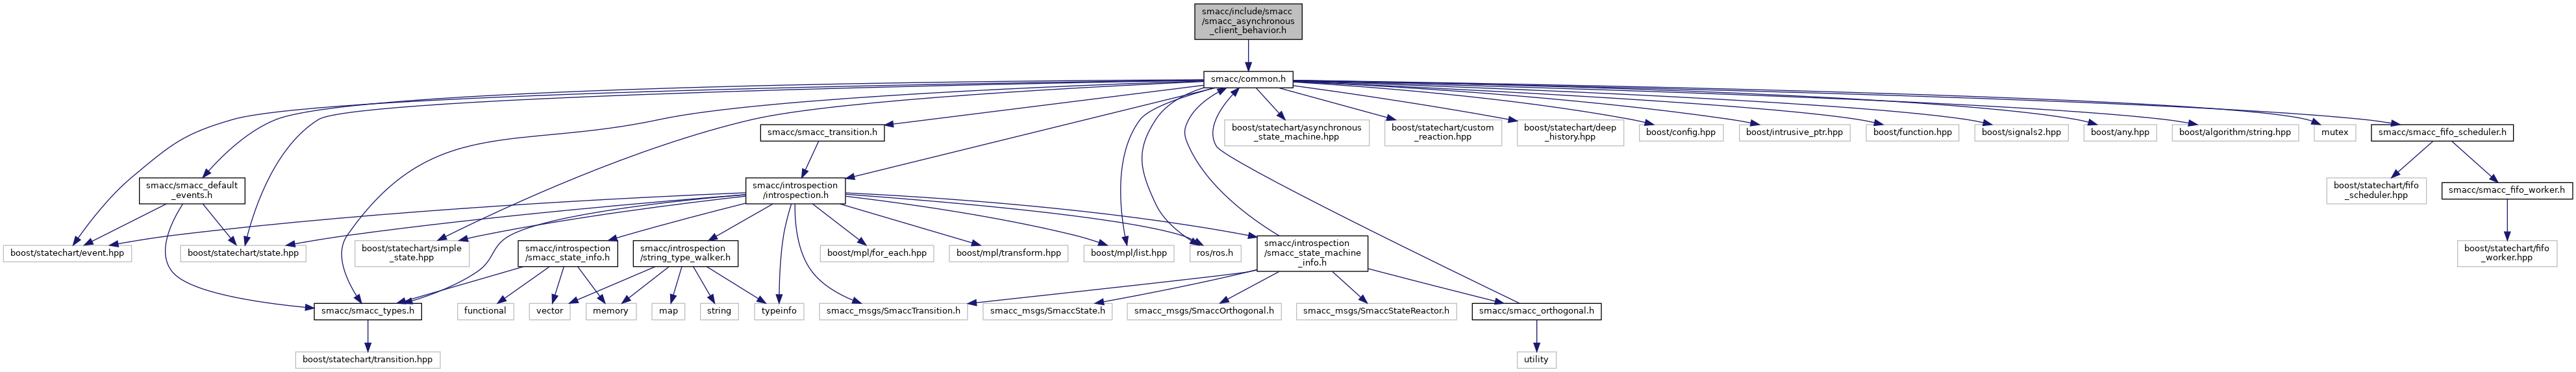 smacc/include/smacc
/smacc_asynchronous
_client_behavior.h
smacc/common.h
smacc/smacc_transition.h
boost/statechart/asynchronous
_state_machine.hpp
boost/statechart/custom
_reaction.hpp
boost/statechart/deep
_history.hpp
boost/config.hpp
boost/intrusive_ptr.hpp
boost/function.hpp
boost/signals2.hpp
boost/any.hpp
boost/algorithm/string.hpp
mutex
smacc/smacc_fifo_scheduler.h
smacc/smacc_default
_events.h
smacc/introspection
/introspection.h
boost/statechart/fifo
_scheduler.hpp
smacc/smacc_fifo_worker.h
boost/statechart/event.hpp
boost/statechart/state.hpp
boost/statechart/simple
_state.hpp
smacc/introspection
/smacc_state_info.h
smacc/introspection
/string_type_walker.h
boost/mpl/for_each.hpp
boost/mpl/transform.hpp
boost/mpl/list.hpp
ros/ros.h
smacc/introspection
/smacc_state_machine
_info.h
boost/statechart/fifo
_worker.hpp
smacc/smacc_types.h
functional
vector
memory
map
string
typeinfo
smacc_msgs/SmaccTransition.h
smacc_msgs/SmaccState.h
smacc_msgs/SmaccOrthogonal.h
smacc_msgs/SmaccStateReactor.h
smacc/smacc_orthogonal.h
boost/statechart/transition.hpp
utility